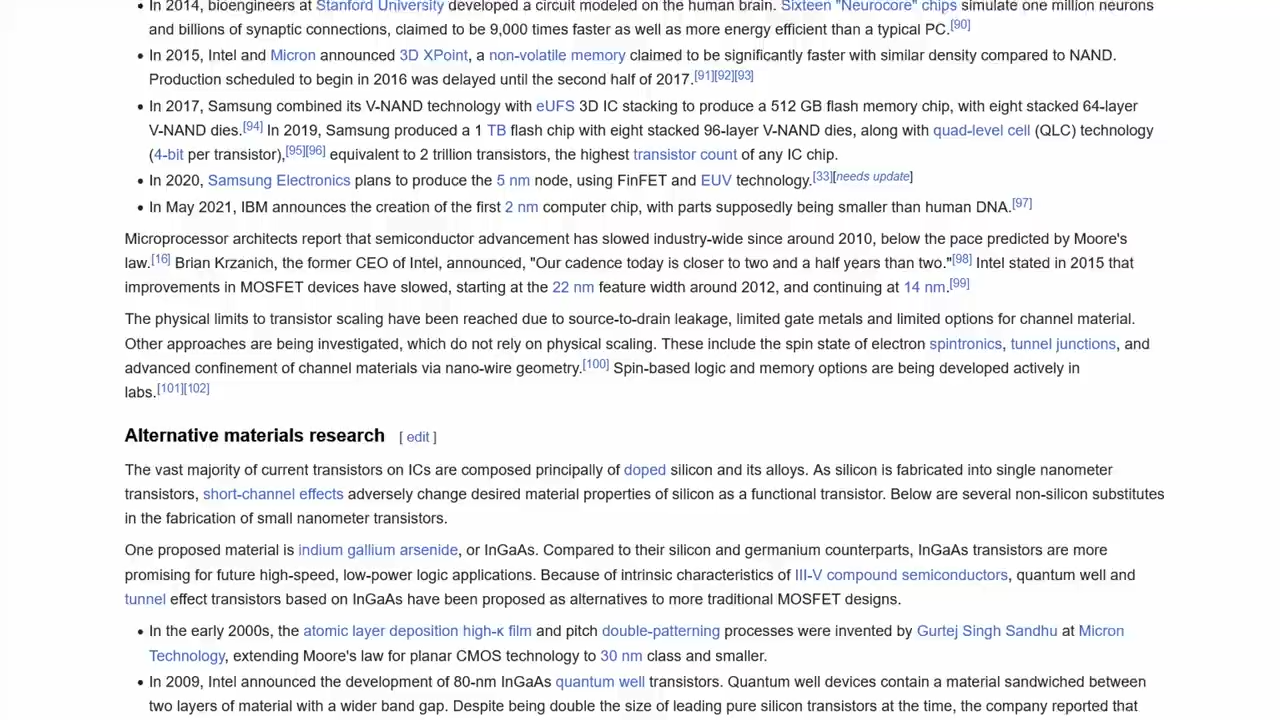 • In 2014, bioengineers at Stanford University developed a circuit modeled on the human brain. Sixteen "Neurocore" chips simulate one million neurons
and billions of synaptic connections, claimed to be 9,000 times faster as well as more energy efficient than a typical PC.[90]
• In 2015, Intel and Micron announced 3D XPoint, a non-volatile memory claimed to be significantly faster with similar density compared to NAND.
Production scheduled to begin in 2016 was delayed until the second half of 2017.[91][92][93]
• In 2017, Samsung combined its V-NAND technology with eUFS 3D IC stacking to produce a 512 GB flash memory chip, with eight stacked 64-layer
V-NAND dies.[94] In 2019, Samsung produced a 1 TB flash chip with eight stacked 96-layer V-NAND dies, along with quad-level cell (QLC) technology
(4-bit per transistor),[95][96] equivalent to 2 trillion transistors, the highest transistor count of any IC chip.
• In 2020, Samsung Electronics plans to produce the 5 nm node, using FinFET and EUV technology.[33][needs update]
• In May 2021, IBM announces the creation of the first 2 nm computer chip, with parts supposedly being smaller than human DNA.[97]
Microprocessor architects report that semiconductor advancement has slowed industry-wide since around 2010, below the pace predicted by Moore's
law.[16] Brian Krzanich, the former CEO of Intel, announced, "Our cadence today is closer to two and a half years than two."[98] Intel stated in 2015 that
improvements in MOSFET devices have slowed, starting at the 22 nm feature width around 2012, and continuing at 14 nm.[99]
The physical limits to transistor scaling have been reached due to source-to-drain leakage, limited gate metals and limited options for channel material.
Other approaches are being investigated, which do not rely on physical scaling. These include the spin state of electron spintronics, tunnel junctions, and
advanced confinement of channel materials via nano-wire geometry.[100] Spin-based logic and memory options are being developed actively in
labs.[101][102]
Alternative materials research [ edit ]
The vast majority of current transistors on ICs are composed principally of doped silicon and its alloys. As silicon is fabricated into single nanometer
transistors, short-channel effects adversely change desired material properties of silicon as a functional transistor. Below are several non-silicon substitutes
in the fabrication of small nanometer transistors.
One proposed material is indium gallium arsenide, or InGaAs. Compared to their silicon and germanium counterparts, InGaAs transistors are more
promising for future high-speed, low-power logic applications. Because of intrinsic characteristics of III-V compound semiconductors, quantum well and
tunnel effect transistors based on InGaAs have been proposed as alternatives to more traditional MOSFET designs.
• In the early 2000s, the atomic layer deposition high-κ film and pitch double-patterning processes were invented by Gurtej Singh Sandhu at Micron
Technology, extending Moore's law for planar CMOS technology to 30 nm class and smaller.
• In 2009, Intel announced the development of 80-nm InGaAs quantum well transistors. Quantum well devices contain a material sandwiched between
two layers of material with a wider band gap. Despite being double the size of leading pure silicon transistors at the time, the company reported that